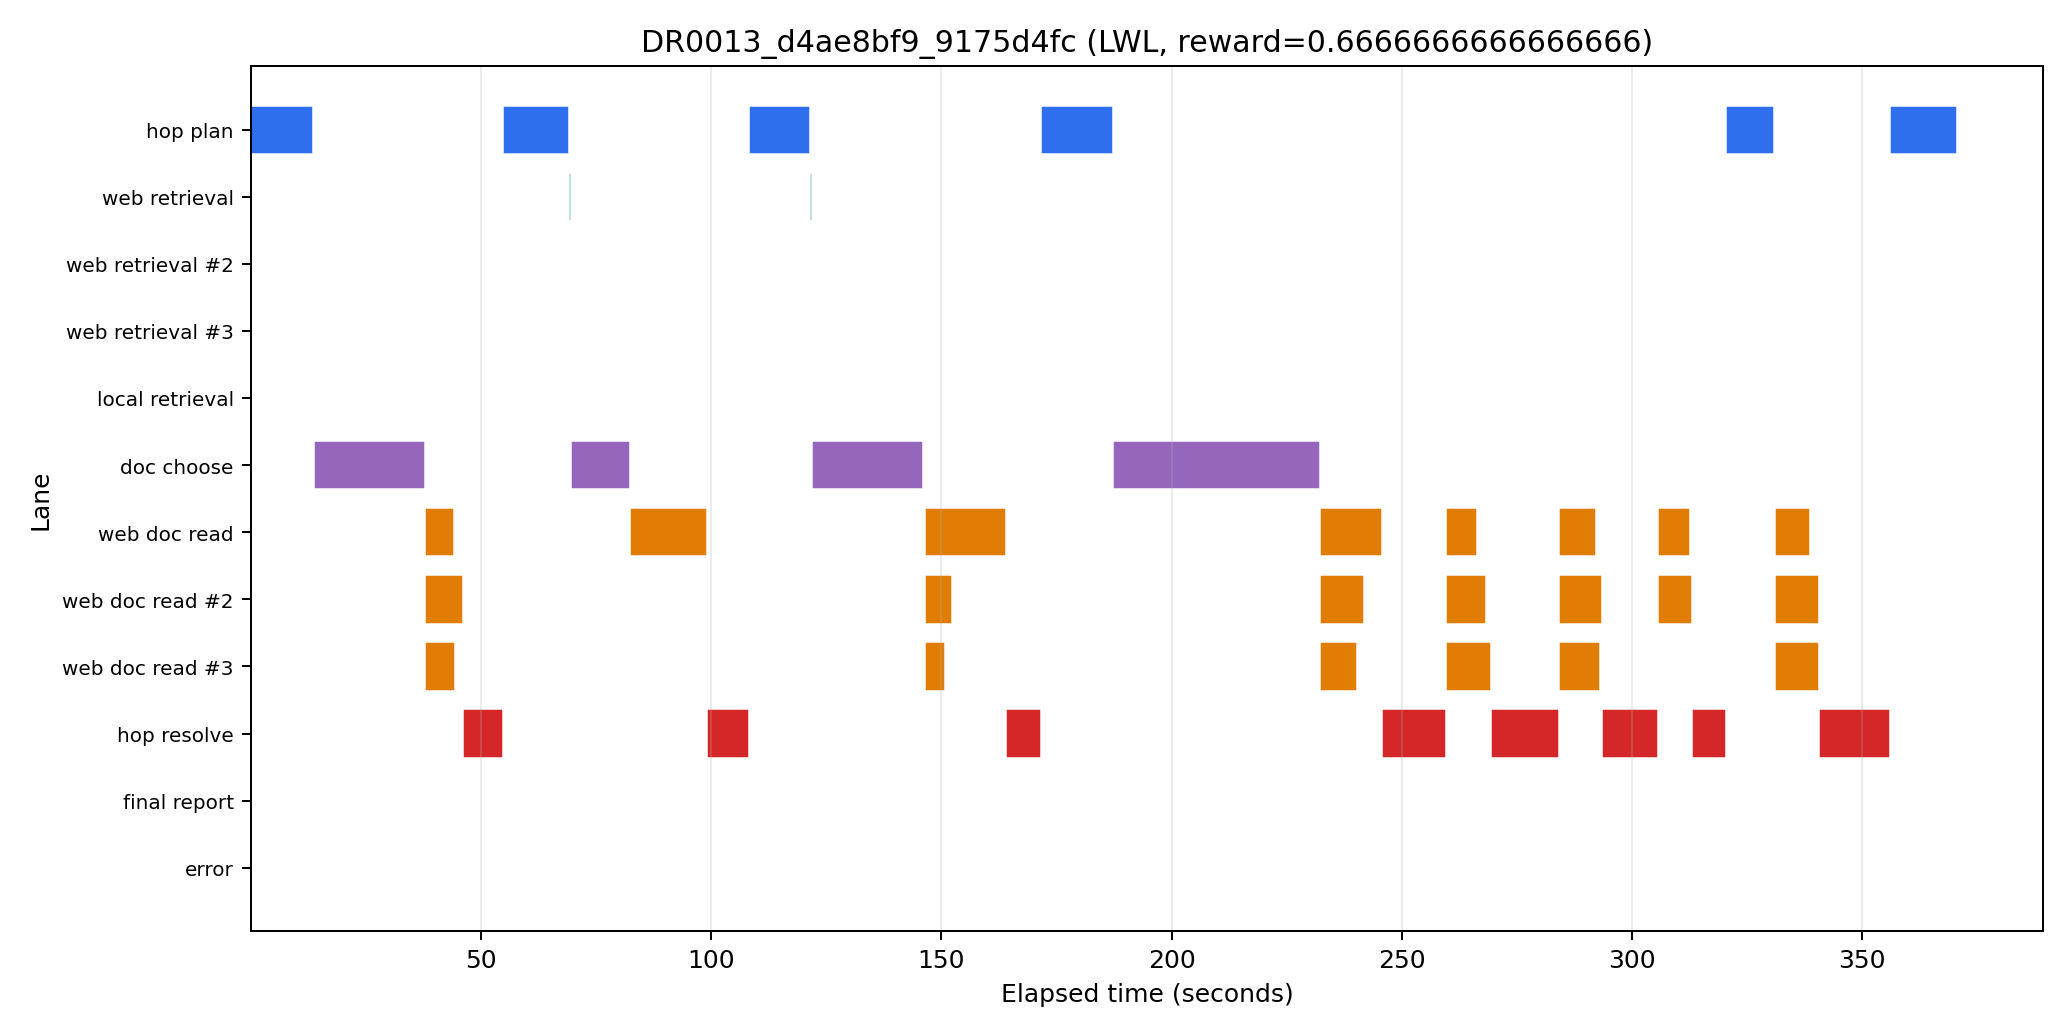 DR0013_d4ae8bf9_9175d4fc (LWL, reward=0.6666666666666666)
hop plan
web retrieval
web retrieval #2
web retrieval #3
local retrieval
doc choose
web doc read
web doc read #2
web doc read #3
hop resolve
final report
error
Lane
50 100 150 200 250 300 350
Elapsed time (seconds)